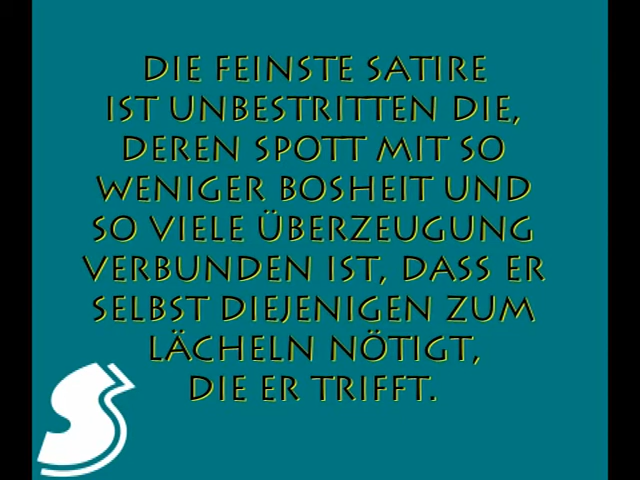 DIE FEINSTE SATIRE
IST UNBESTRITTEN DIE,
DEREN SPOTT MIT SO
WENIGER BOSHEIT UND
SO VIELE ÜBERZEUGUNG
VERBUNDEN IST, DASS ER
SELBST DIEJENIGEN ZUM
LÄCHELN NÖTIGT,
DIE ER TRIFFT.
S